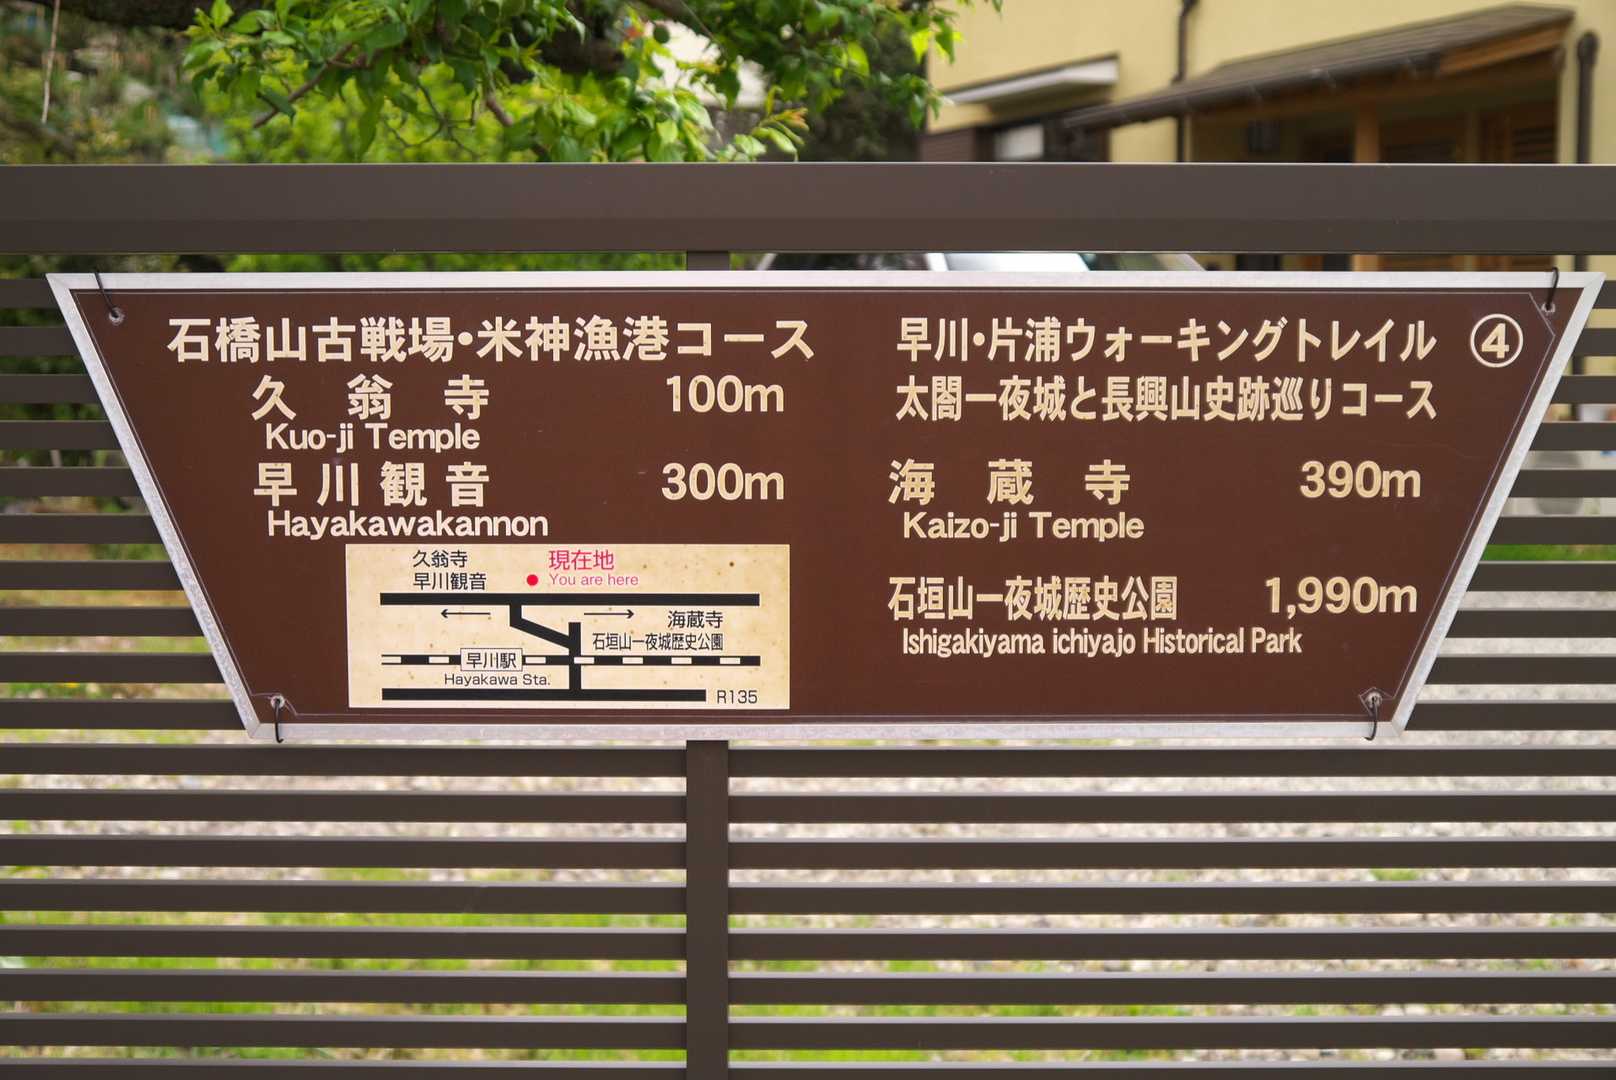 石橋山古戦場・米神漁港コース
久翁寺 100m
Kuo-ji Temple
早川観音 300m
Hayakawakannon
久翁寺
早川観音
現在地
You are here
海蔵寺
石垣山一夜城歴史公園
早川駅
Hayakawa Sta.
R135
早川・片浦ウォーキングトレイル ④
太閤一夜城と長興山史跡巡りコース
海蔵寺 390m
Kaizo-ji Temple
石垣山一夜城歴史公園 1,990m
Ishigakiyama ichiyajo Historical Park